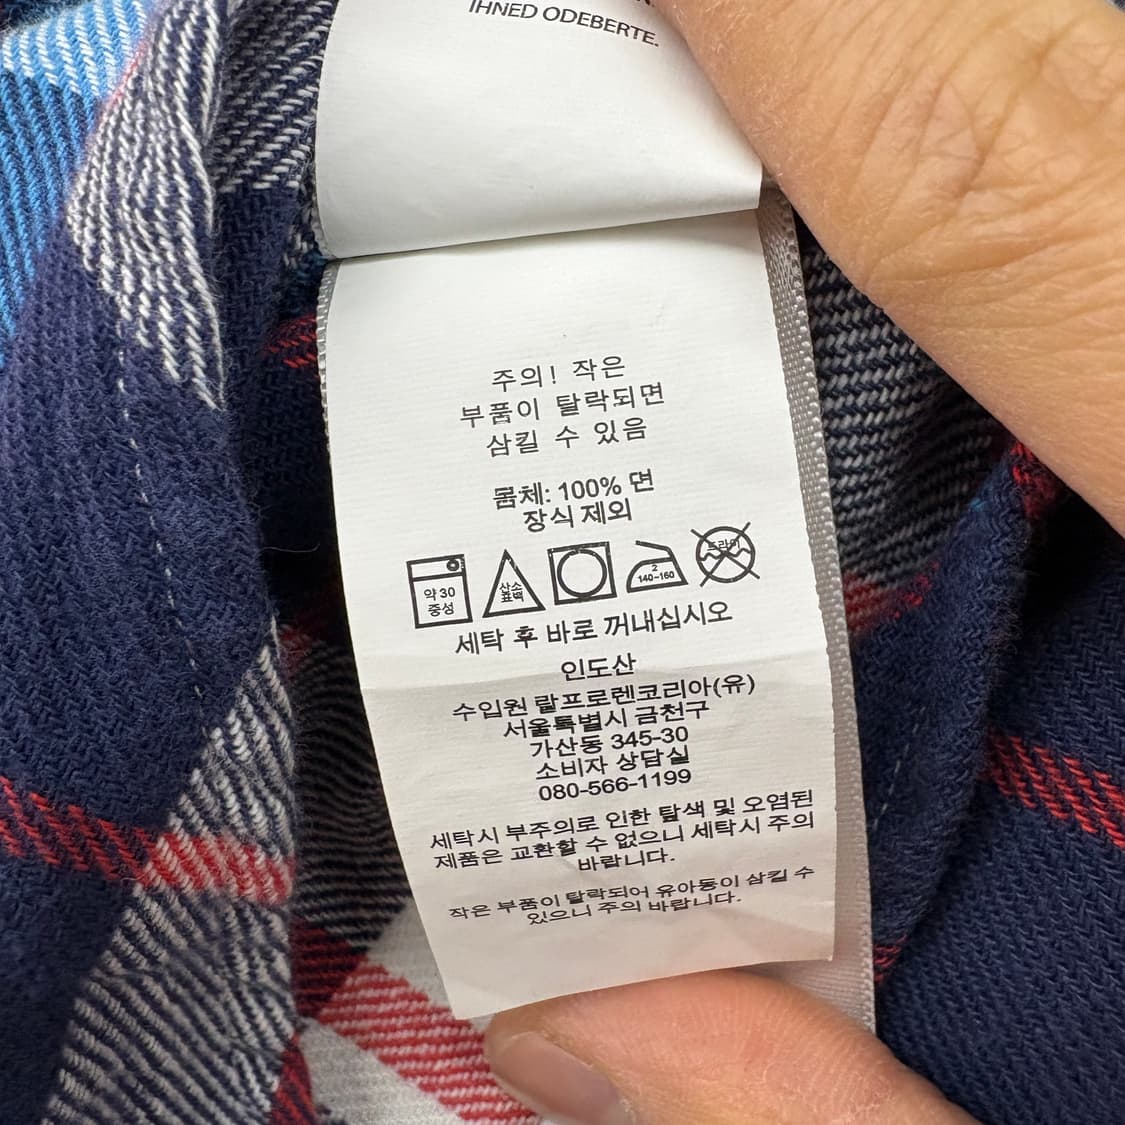 IHNED ODEBERTE.
주의! 작은
부품이 탈락되면
삼킬 수 있음
몸체: 100% 면
장식 제외
약 30
중성
산소
표백
2
140~160
드라이
세탁 후 바로 꺼내십시오
인도산
수입원 랄프로렌코리아(유)
서울특별시 금천구
가산동 345-30
소비자 상담실
080-566-1199
세탁시 부주의로 인한 탈색 및 오염된
제품은 교환할 수 없으니 세탁시 주의
바랍니다.
작은 부품이 탈락되어 유아동이 삼킬 수
있으니 주의 바랍니다.